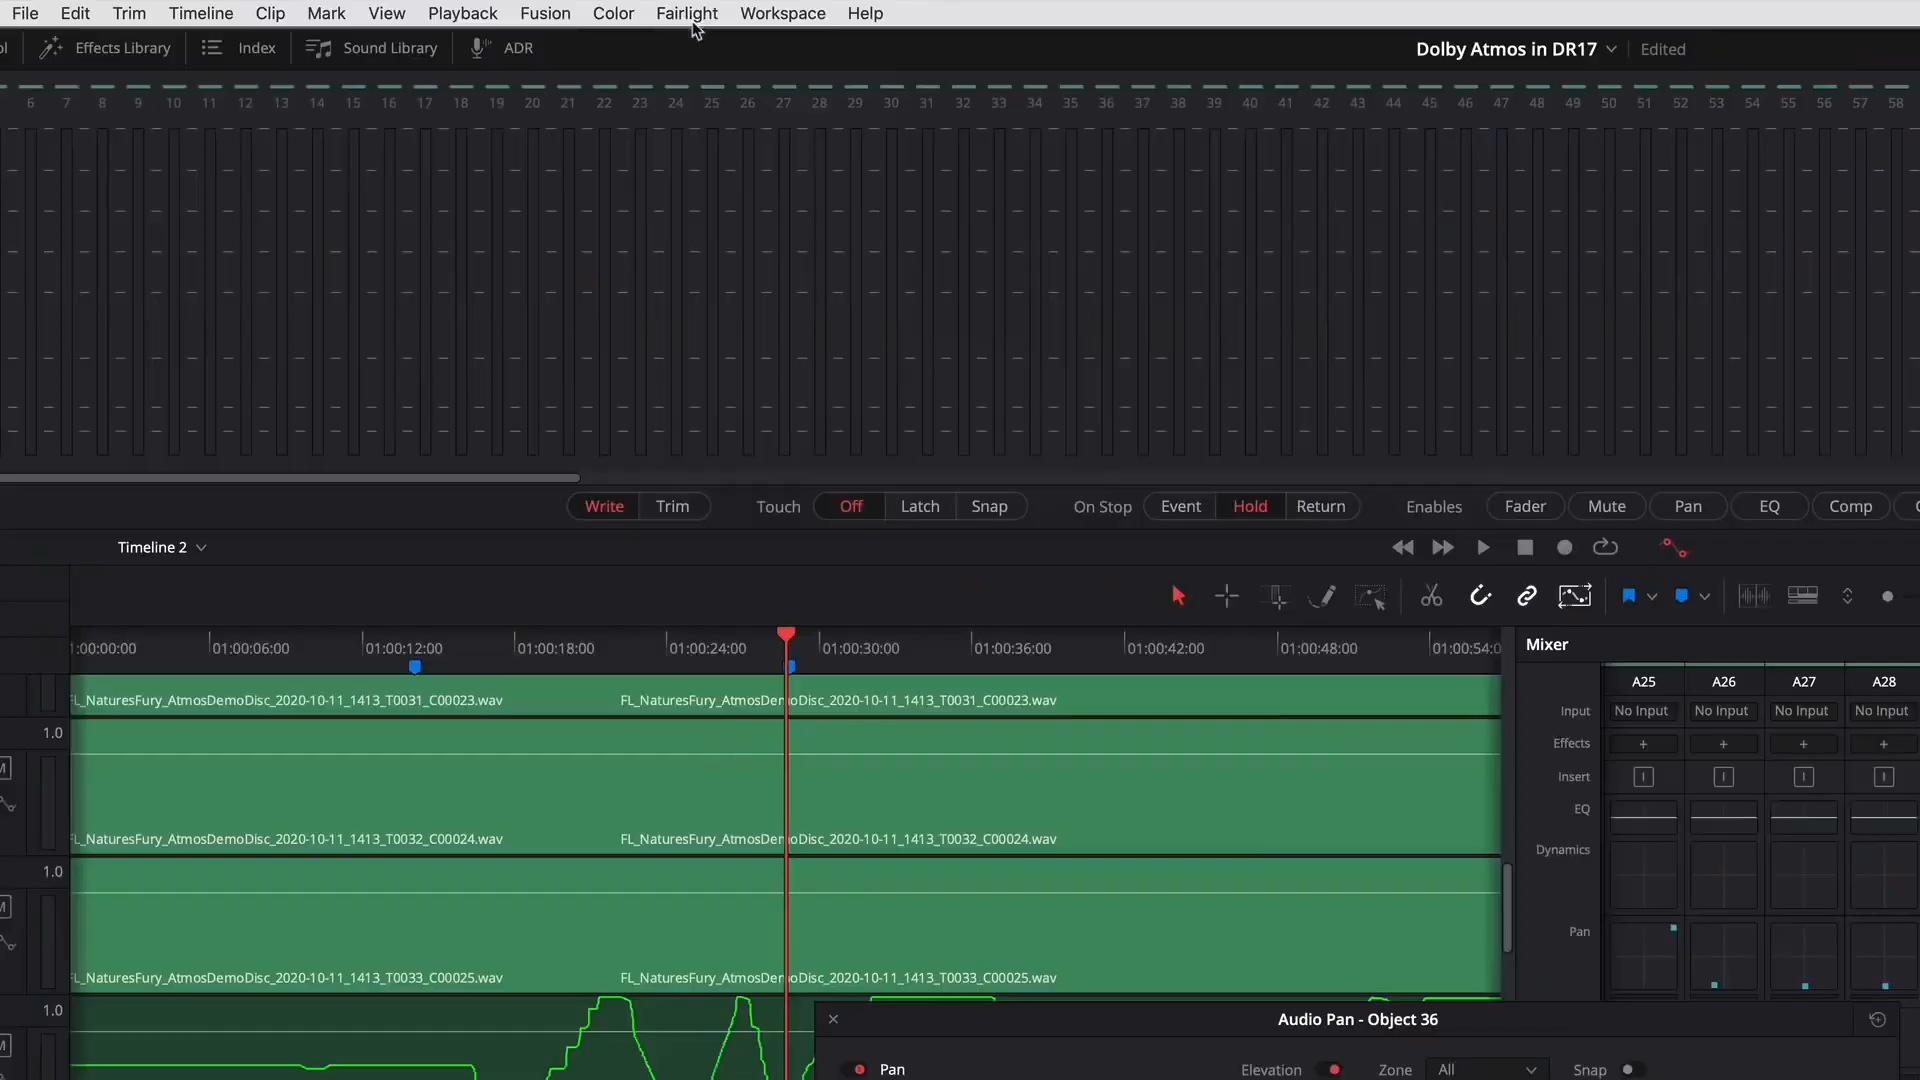 File Edit Trim Timeline Clip Mark View Playback Fusion Color Fairlight Workspace Help
Effects Library Index Sound Library ADR Dolby Atmos in DR17 Edited
6 7 8 9 10 11 12 13 14 15 16 17 18 19 20 21 22 23 24 25 26 27 28 29 30 31 32 33 34 35 36 37 38 39 40 41 42 43 44 45 46 47 48 49 50 51 52 53 54 55 56 57 58
Write Trim Touch Off Latch Snap On Stop Event Hold Return Enables Fader Mute Pan EQ Comp
Timeline 2
1:00:00:00 01:00:06:00 01:00:12:00 01:00:18:00 01:00:24:00 01:00:30:00 01:00:36:00 01:00:42:00 01:00:48:00 01:00:54:0
Mixer
A25 A26 A27 A28
Input No Input No Input No Input No Input
FL_NaturesFury_AtmosDemoDisc_2020-10-11_1413_T0031_C00023.wav FL_NaturesFury_AtmosDemoDisc_2020-10-11_1413_T0031_C00023.wav
1.0
Effects + + + +
M
Insert I I I I
EQ
FL_NaturesFury_AtmosDemoDisc_2020-10-11_1413_T0032_C00024.wav FL_NaturesFury_AtmosDemoDisc_2020-10-11_1413_T0032_C00024.wav
Dynamics
1.0
M
Pan
FL_NaturesFury_AtmosDemoDisc_2020-10-11_1413_T0033_C00025.wav FL_NaturesFury_AtmosDemoDisc_2020-10-11_1413_T0033_C00025.wav
1.0
Audio Pan - Object 36
M
Pan Elevation Zone All Snap